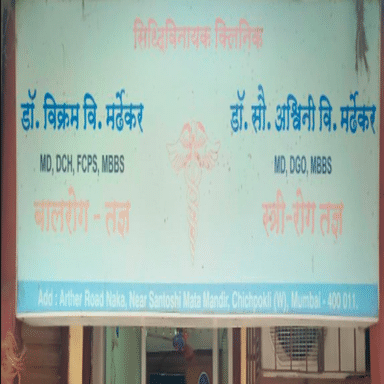 सिध्दिविनायक क्लिनिक
डॉ. विक्रम वि. मर्ढेकर
MD, DCH, FCPS, MBBS
बालरोग - तज्ञ
डॉ. सौ. अश्विनी वि. मर्ढेकर
MD, DGO, MBBS
स्त्री-रोग तज्ञ
Add : Arther Road Naka, Near Santoshi Mata Mandir, Chichpokli (W), Mumbai - 400 011.